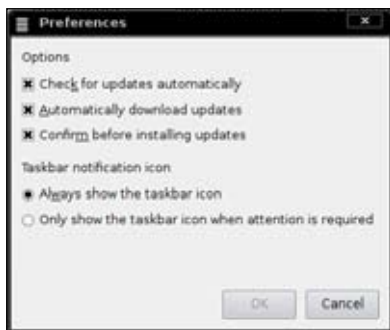 Preferences
Options
Check for updates automatically
Automatically download updates
Confirm before installing updates
Taskbar notification icon
Always show the taskbar icon
Only show the taskbar icon when attention is required
OK Cancel